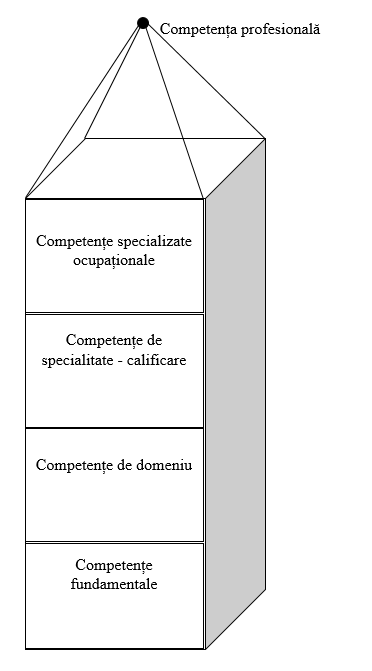 Competența profesională
Competențe specializate
ocupaționale
Competențe de
specialitate - calificare
Competențe de domeniu
Competențe
fundamentale